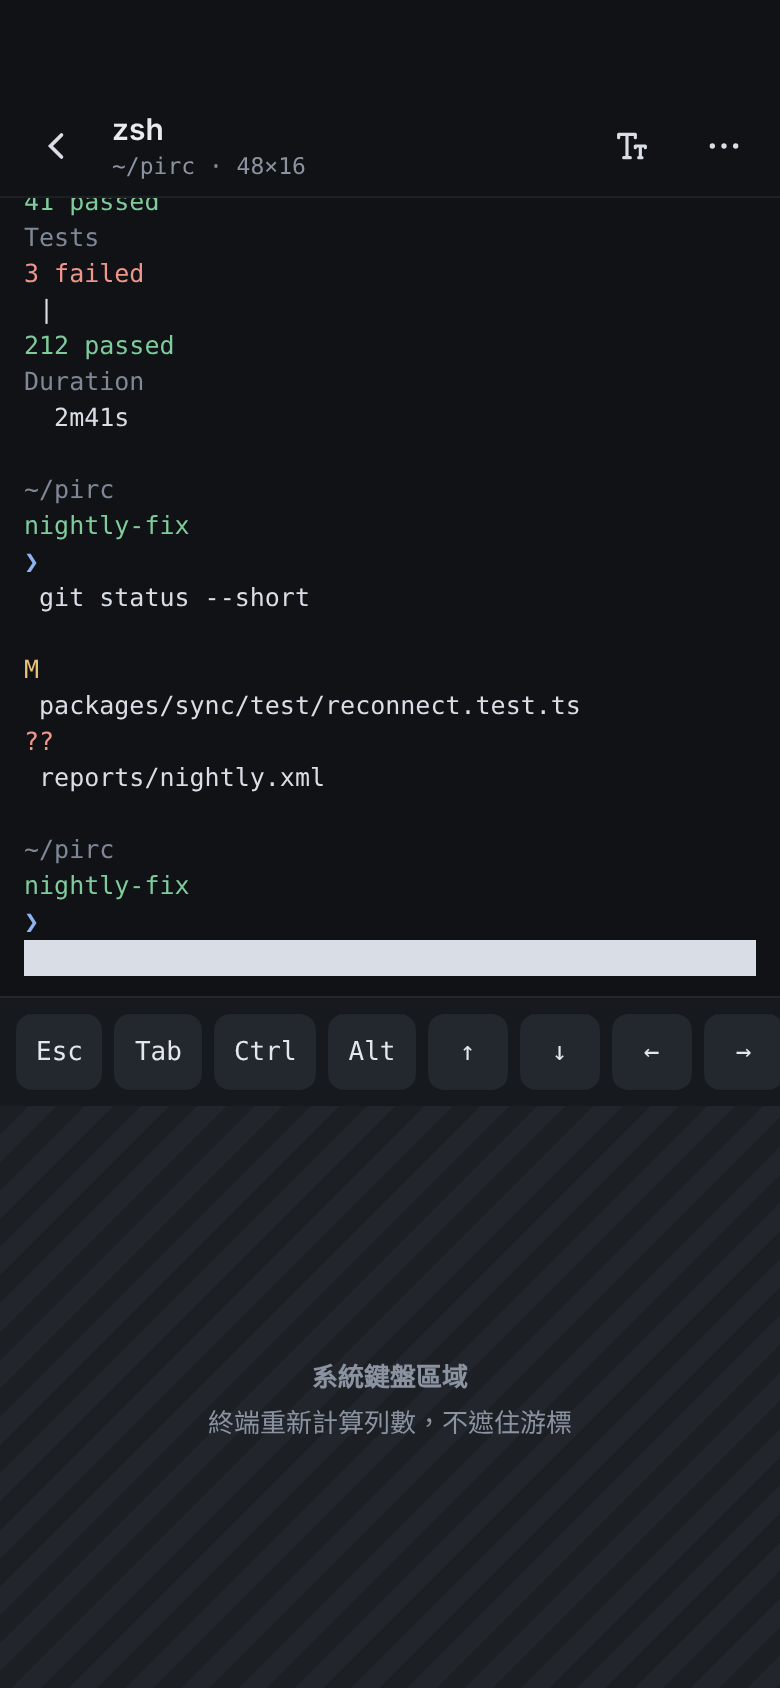 zsh
~/pirc · 48×16
41 passed
Tests
3 failed
|
212 passed
Duration
2m41s
~/pirc
nightly-fix
❯
git status --short
M
packages/sync/test/reconnect.test.ts
??
reports/nightly.xml
~/pirc
nightly-fix
❯
Esc Tab Ctrl Alt ↑ ↓ ← →
系統鍵盤區域
終端重新計算列數，不遮住游標